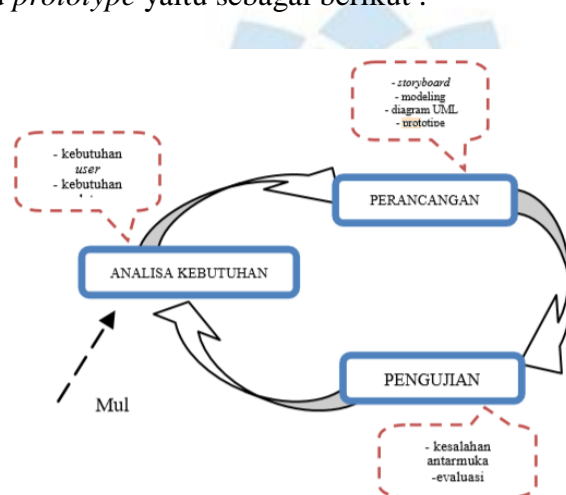 prototype yaitu sebagai berikut :
- storyboard
- modeling
- diagram UML
- prototipe
- kebutuhan
user
- kebutuhan
PERANCANGAN
ANALISA KEBUTUHAN
Mul
PENGUJIAN
- kesalahan
antarmuka
-evaluasi